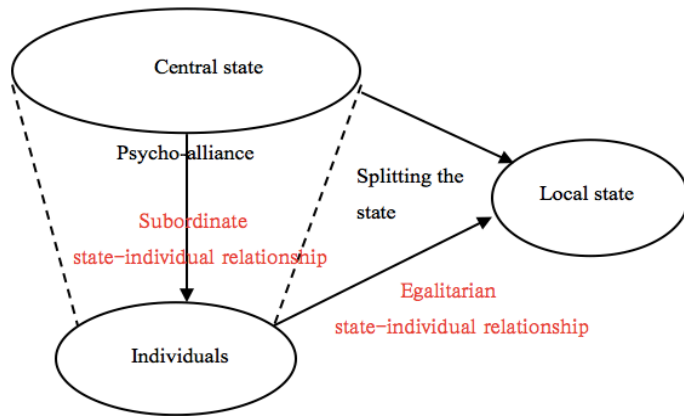 Central state
Psycho-alliance
Splitting the
state
Local state
Subordinate
state-individual relationship
Egalitarian
state-individual relationship
Individuals